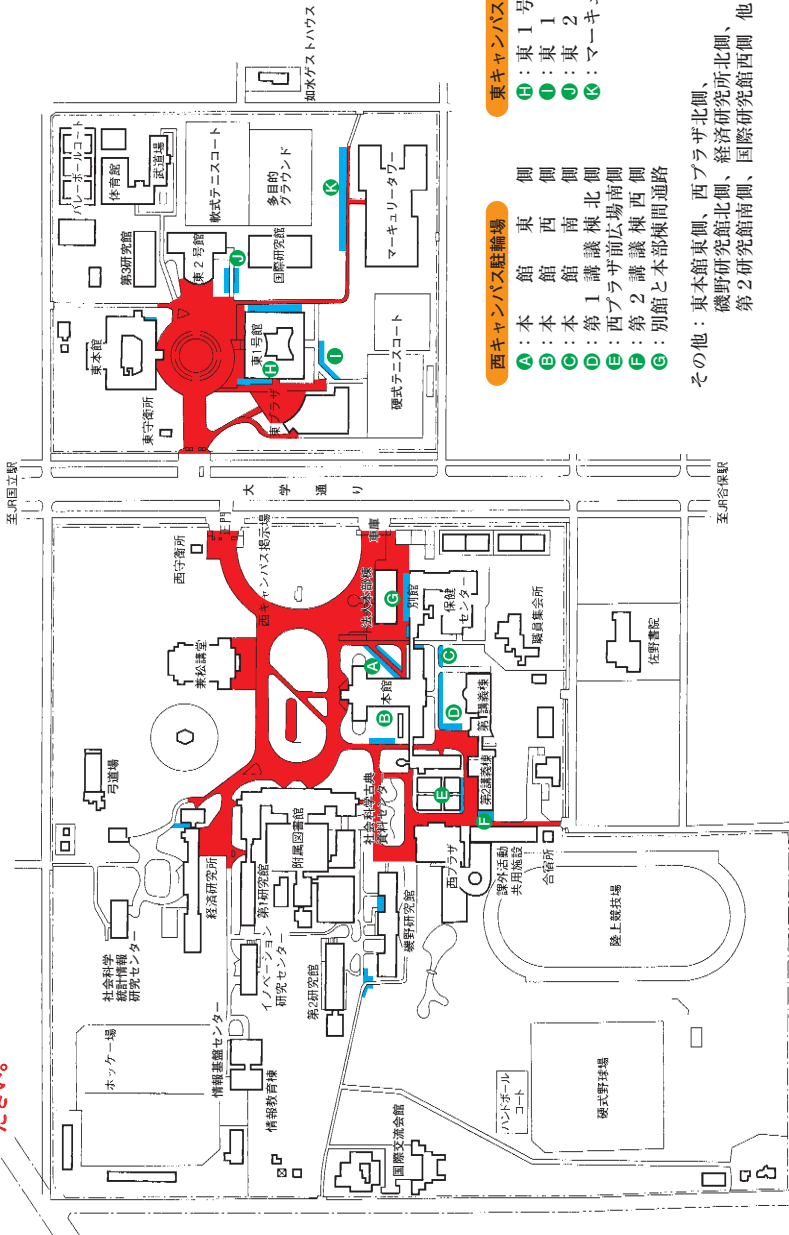 ださい。
至JR国立駅
大学通り
至JR谷保駅
如水ゲストハウス
バレーボールコート
体育館
武道場
第3研究館
東2号館
軟式テニスコート
多目的
グラウンド
国際研究館
マーキュリータワー
東本館
東守衛所
東1号館
東プラザ
硬式テニスコート
H
I
J
K
西守衛所
正門
西キャンパス掲示場
車庫
兼松講堂
法人本部棟
別館
保健
センター
職員集会所
佐野書院
本館
第1講義棟
第2講義棟
A
B
C
D
E
F
G
弓道場
経済研究所
附属図書館
社会科学古典
資料センター
第1研究館
イノベーション
研究センター
第2研究館
磯野研究館
西プラザ
課外活動
共用施設
合宿所
陸上競技場
社会科学
統計情報
研究センター
ホッケー場
情報基盤センター
情報教育棟
国際交流会館
ハンドボール
コート
硬式野球場
西キャンパス駐輪場
A：本館東側
B：本館西側
C：本館南側
D：第1講義棟北側
E：西プラザ前広場南側
F：第2講義棟西側
G：別館と本部棟間通路
東キャンパス
H：東1号
I：東1
J：東2
K：マーキュ
その他：東本館東側、西プラザ北側、
磯野研究館北側、経済研究所北側、
第2研究館南側、国際研究館西側 他